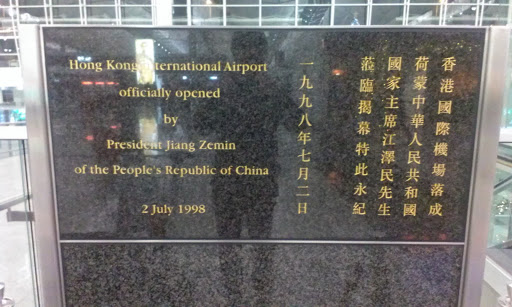 Hong Kong International Airport
officially opened
by
President Jiang Zemin
of the People's Republic of China
2 July 1998
香港國際機場落成
荷蒙中華人民共和國
國家主席江澤民先生
蒞臨揭幕特此永紀
一九九八年七月二日